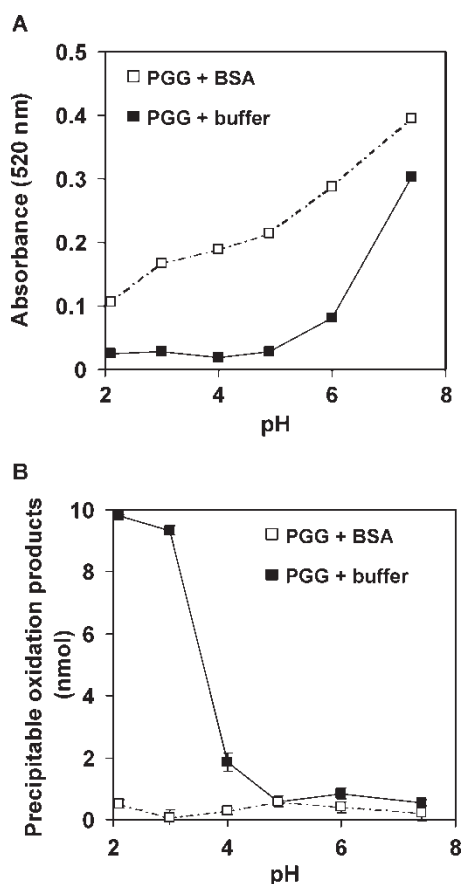 A
0.5
0.4
0.3
0.2
0.1
0
Absorbance (520 nm)
PGG + BSA
PGG + buffer
2 4 6 8
pH
B
10
8
6
4
2
0
Precipitable oxidation products
(nmol)
PGG + BSA
PGG + buffer
2 4 6 8
pH